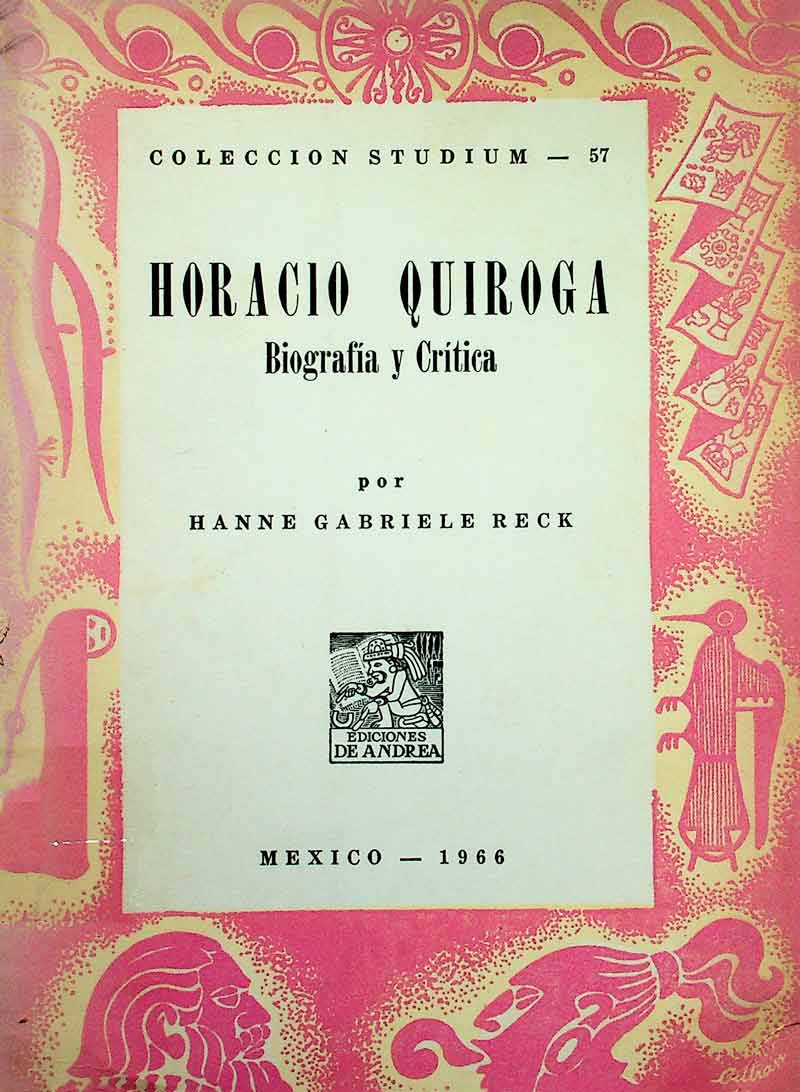 COLECCION STUDIUM — 57
HORACIO QUIROGA
Biografía y Crítica
por
HANNE GABRIELE RECK
EDICIONES
DE ANDREA
MEXICO — 1966